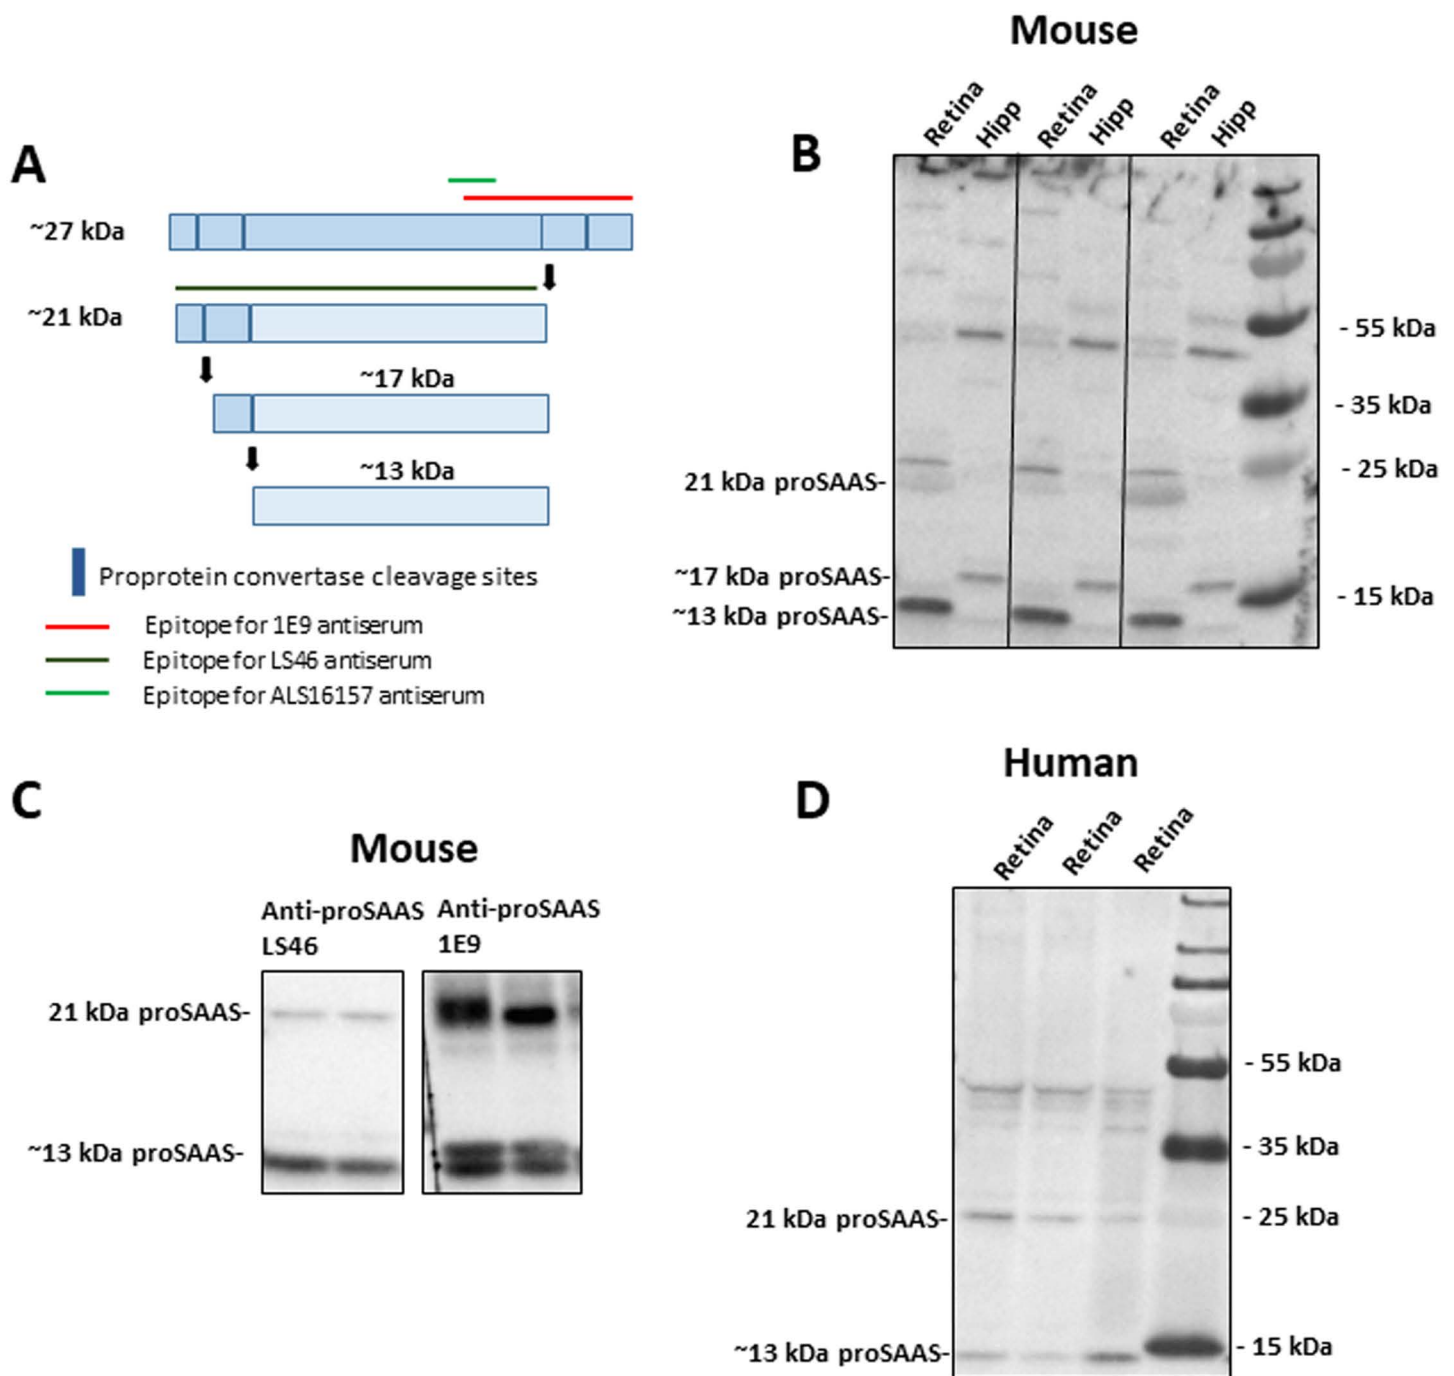 A
~27 kDa
~21 kDa
~17 kDa
~13 kDa
Proprotein convertase cleavage sites
Epitope for 1E9 antiserum
Epitope for LS46 antiserum
Epitope for ALS16157 antiserum
Mouse
B
Retina
Hipp
Retina
Hipp
Retina
Hipp
- 55 kDa
- 35 kDa
- 25 kDa
21 kDa proSAAS-
~17 kDa proSAAS-
- 15 kDa
~13 kDa proSAAS-
C
Mouse
Anti-proSAAS
LS46
Anti-proSAAS
1E9
21 kDa proSAAS-
~13 kDa proSAAS-
Human
D
Retina
Retina
Retina
- 55 kDa
- 35 kDa
21 kDa proSAAS-
- 25 kDa
~13 kDa proSAAS-
- 15 kDa